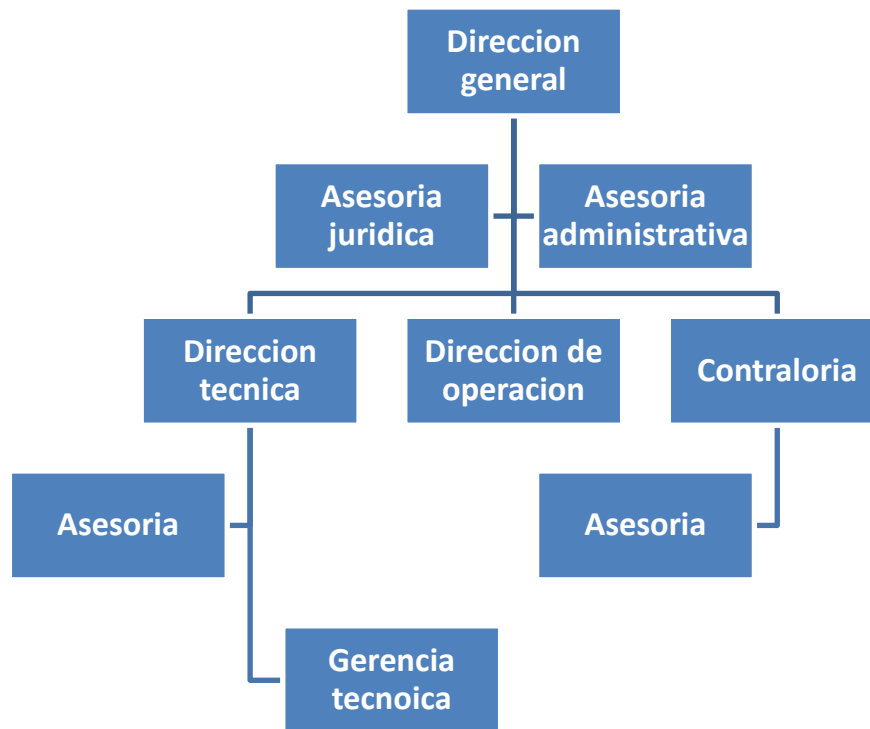 Direccion
general
Asesoria
juridica
Asesoria
administrativa
Direccion
tecnica
Direccion de
operacion
Contraloria
Asesoria
Asesoria
Gerencia
tecnoica